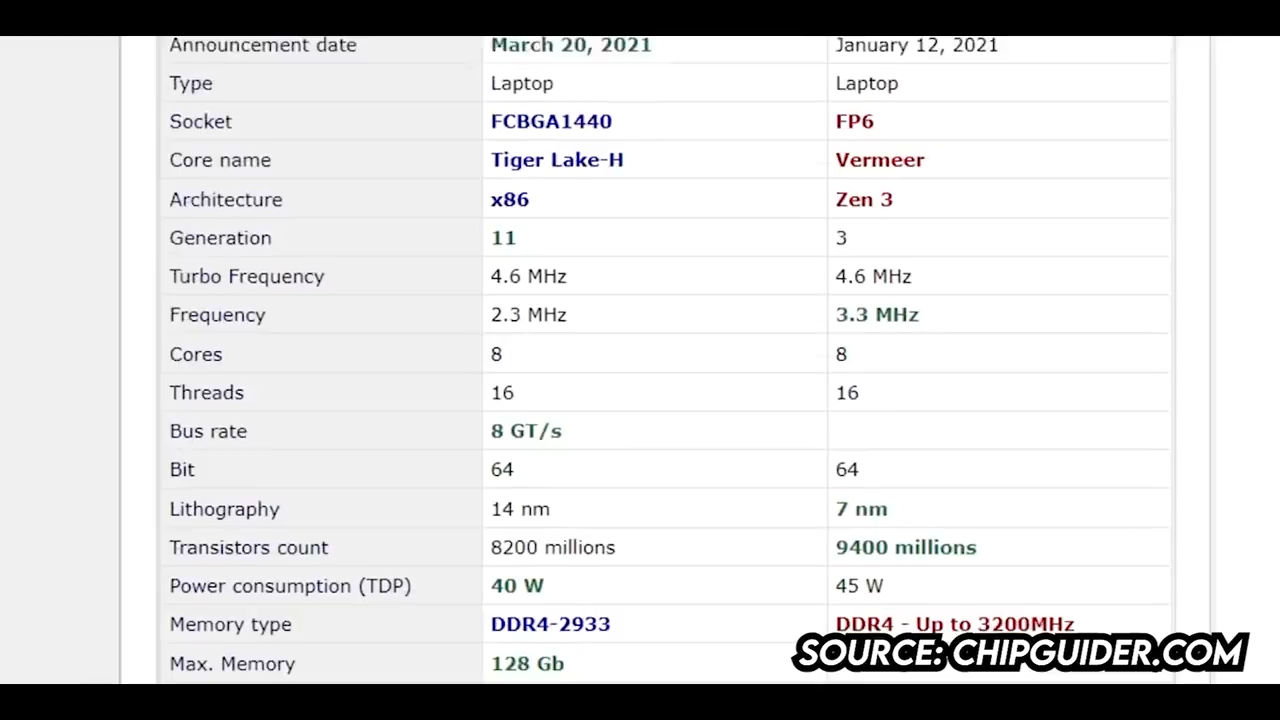 Announcement date March 20, 2021 January 12, 2021
Type Laptop Laptop
Socket FCBGA1440 FP6
Core name Tiger Lake-H Vermeer
Architecture x86 Zen 3
Generation 11 3
Turbo Frequency 4.6 MHz 4.6 MHz
Frequency 2.3 MHz 3.3 MHz
Cores 8 8
Threads 16 16
Bus rate 8 GT/s
Bit 64 64
Lithography 14 nm 7 nm
Transistors count 8200 millions 9400 millions
Power consumption (TDP) 40 W 45 W
Memory type DDR4-2933 DDR4 - Up to 3200MHz
Max. Memory 128 Gb
SOURCE: CHIPGUIDER.COM